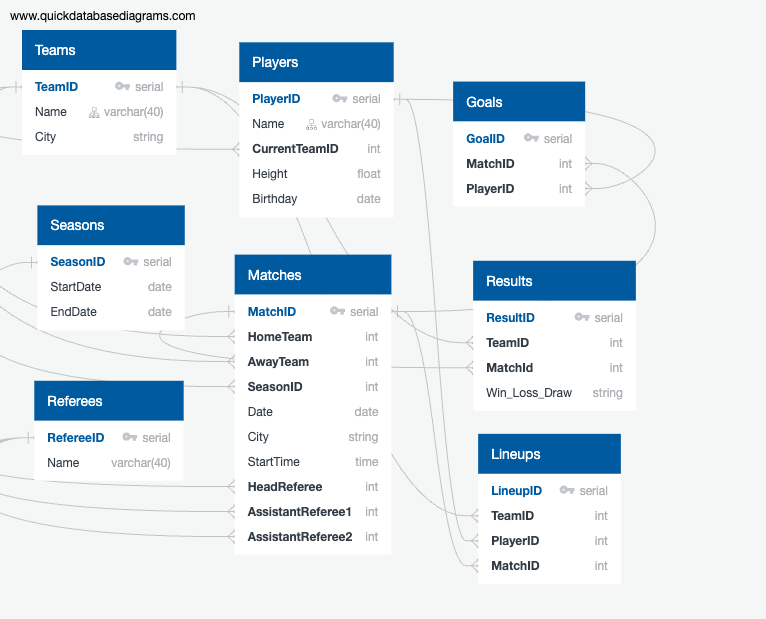 www.quickdatabasediagrams.com
Teams
TeamID serial
Name varchar(40)
City string
Players
PlayerID serial
Name varchar(40)
CurrentTeamID int
Height float
Birthday date
Goals
GoalID serial
MatchID int
PlayerID int
Seasons
SeasonID serial
StartDate date
EndDate date
Matches
MatchID serial
HomeTeam int
AwayTeam int
SeasonID int
Date date
City string
StartTime time
HeadReferee int
AssistantReferee1 int
AssistantReferee2 int
Results
ResultID serial
TeamID int
MatchId int
Win_Loss_Draw string
Referees
RefereeID serial
Name varchar(40)
Lineups
LineupID serial
TeamID int
PlayerID int
MatchID int